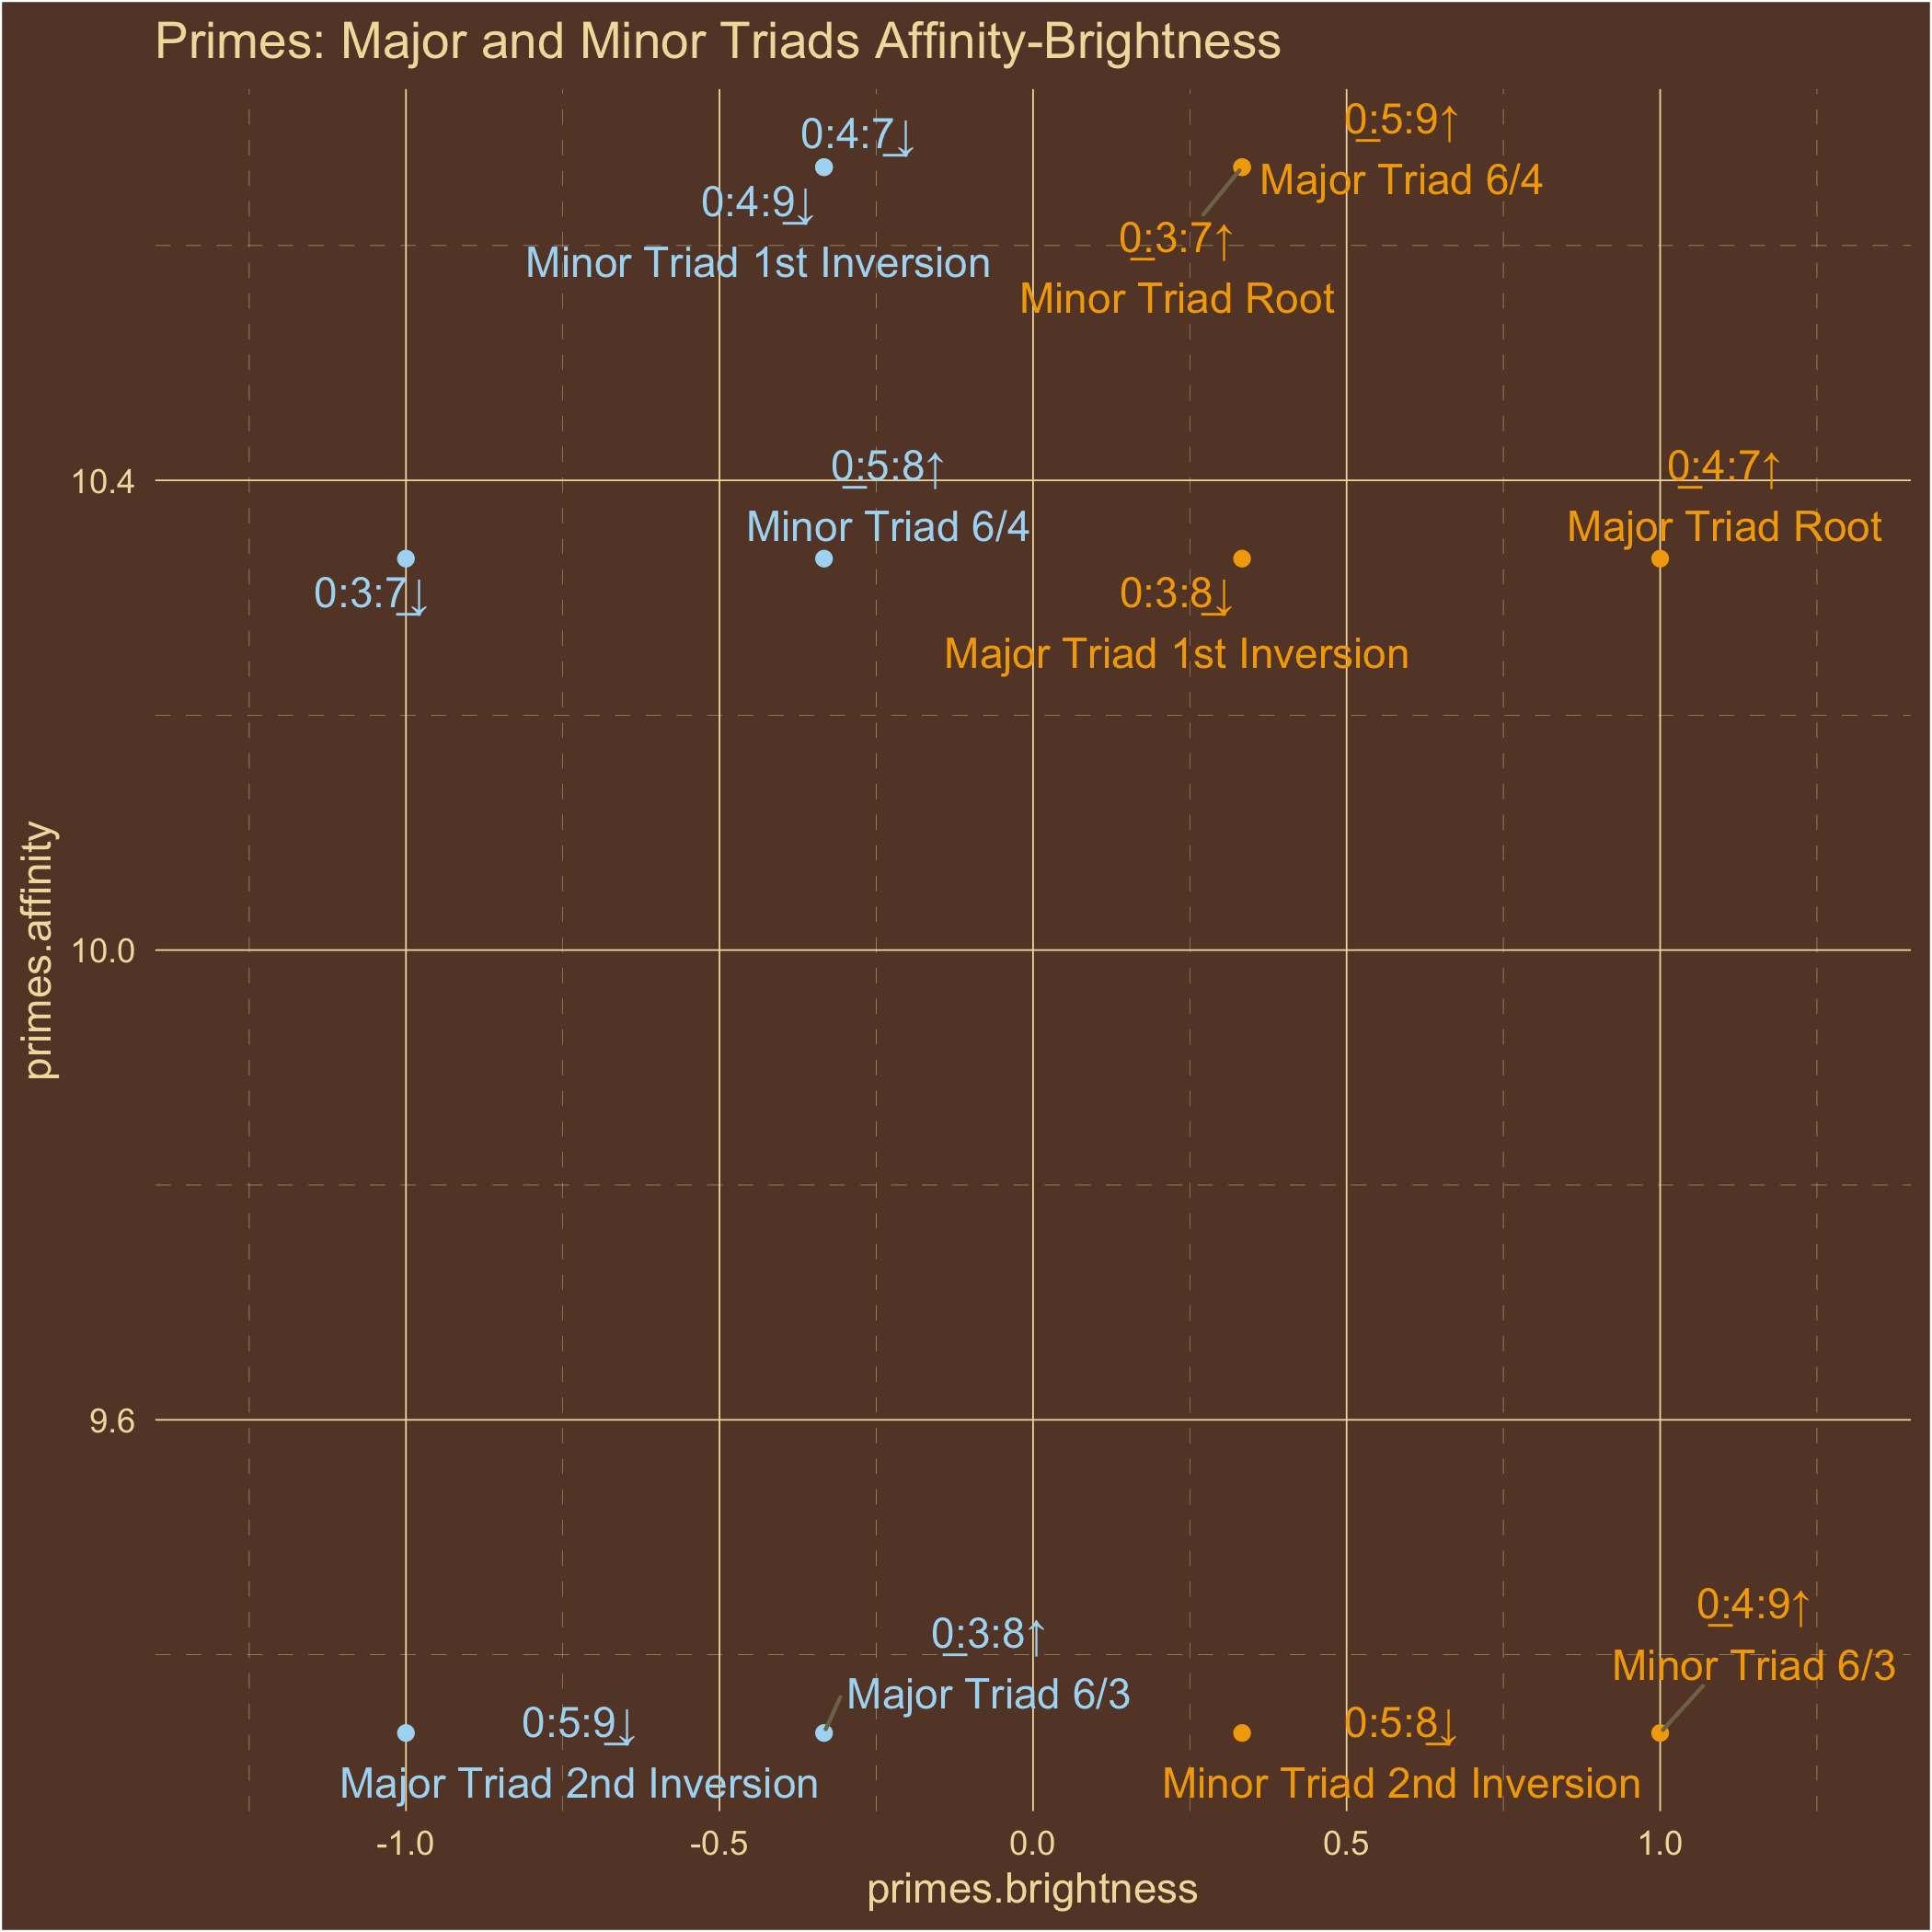 Primes: Major and Minor Triads Affinity-Brightness
0:5:9↑
0:4:7↓
Major Triad 6/4
0:4:9↓
0:3:7↑
Minor Triad 1st Inversion
Minor Triad Root
0:5:8↑
0:4:7↑
10.4
Minor Triad 6/4
Major Triad Root
0:3:7↓
0:3:8↓
Major Triad 1st Inversion
primes.affinity
10.0
9.6
0:4:9↑
0:3:8↑
Minor Triad 6/3
Major Triad 6/3
0:5:9↓
0:5:8↓
Major Triad 2nd Inversion
Minor Triad 2nd Inversion
-1.0
-0.5
0.0
0.5
1.0
primes.brightness